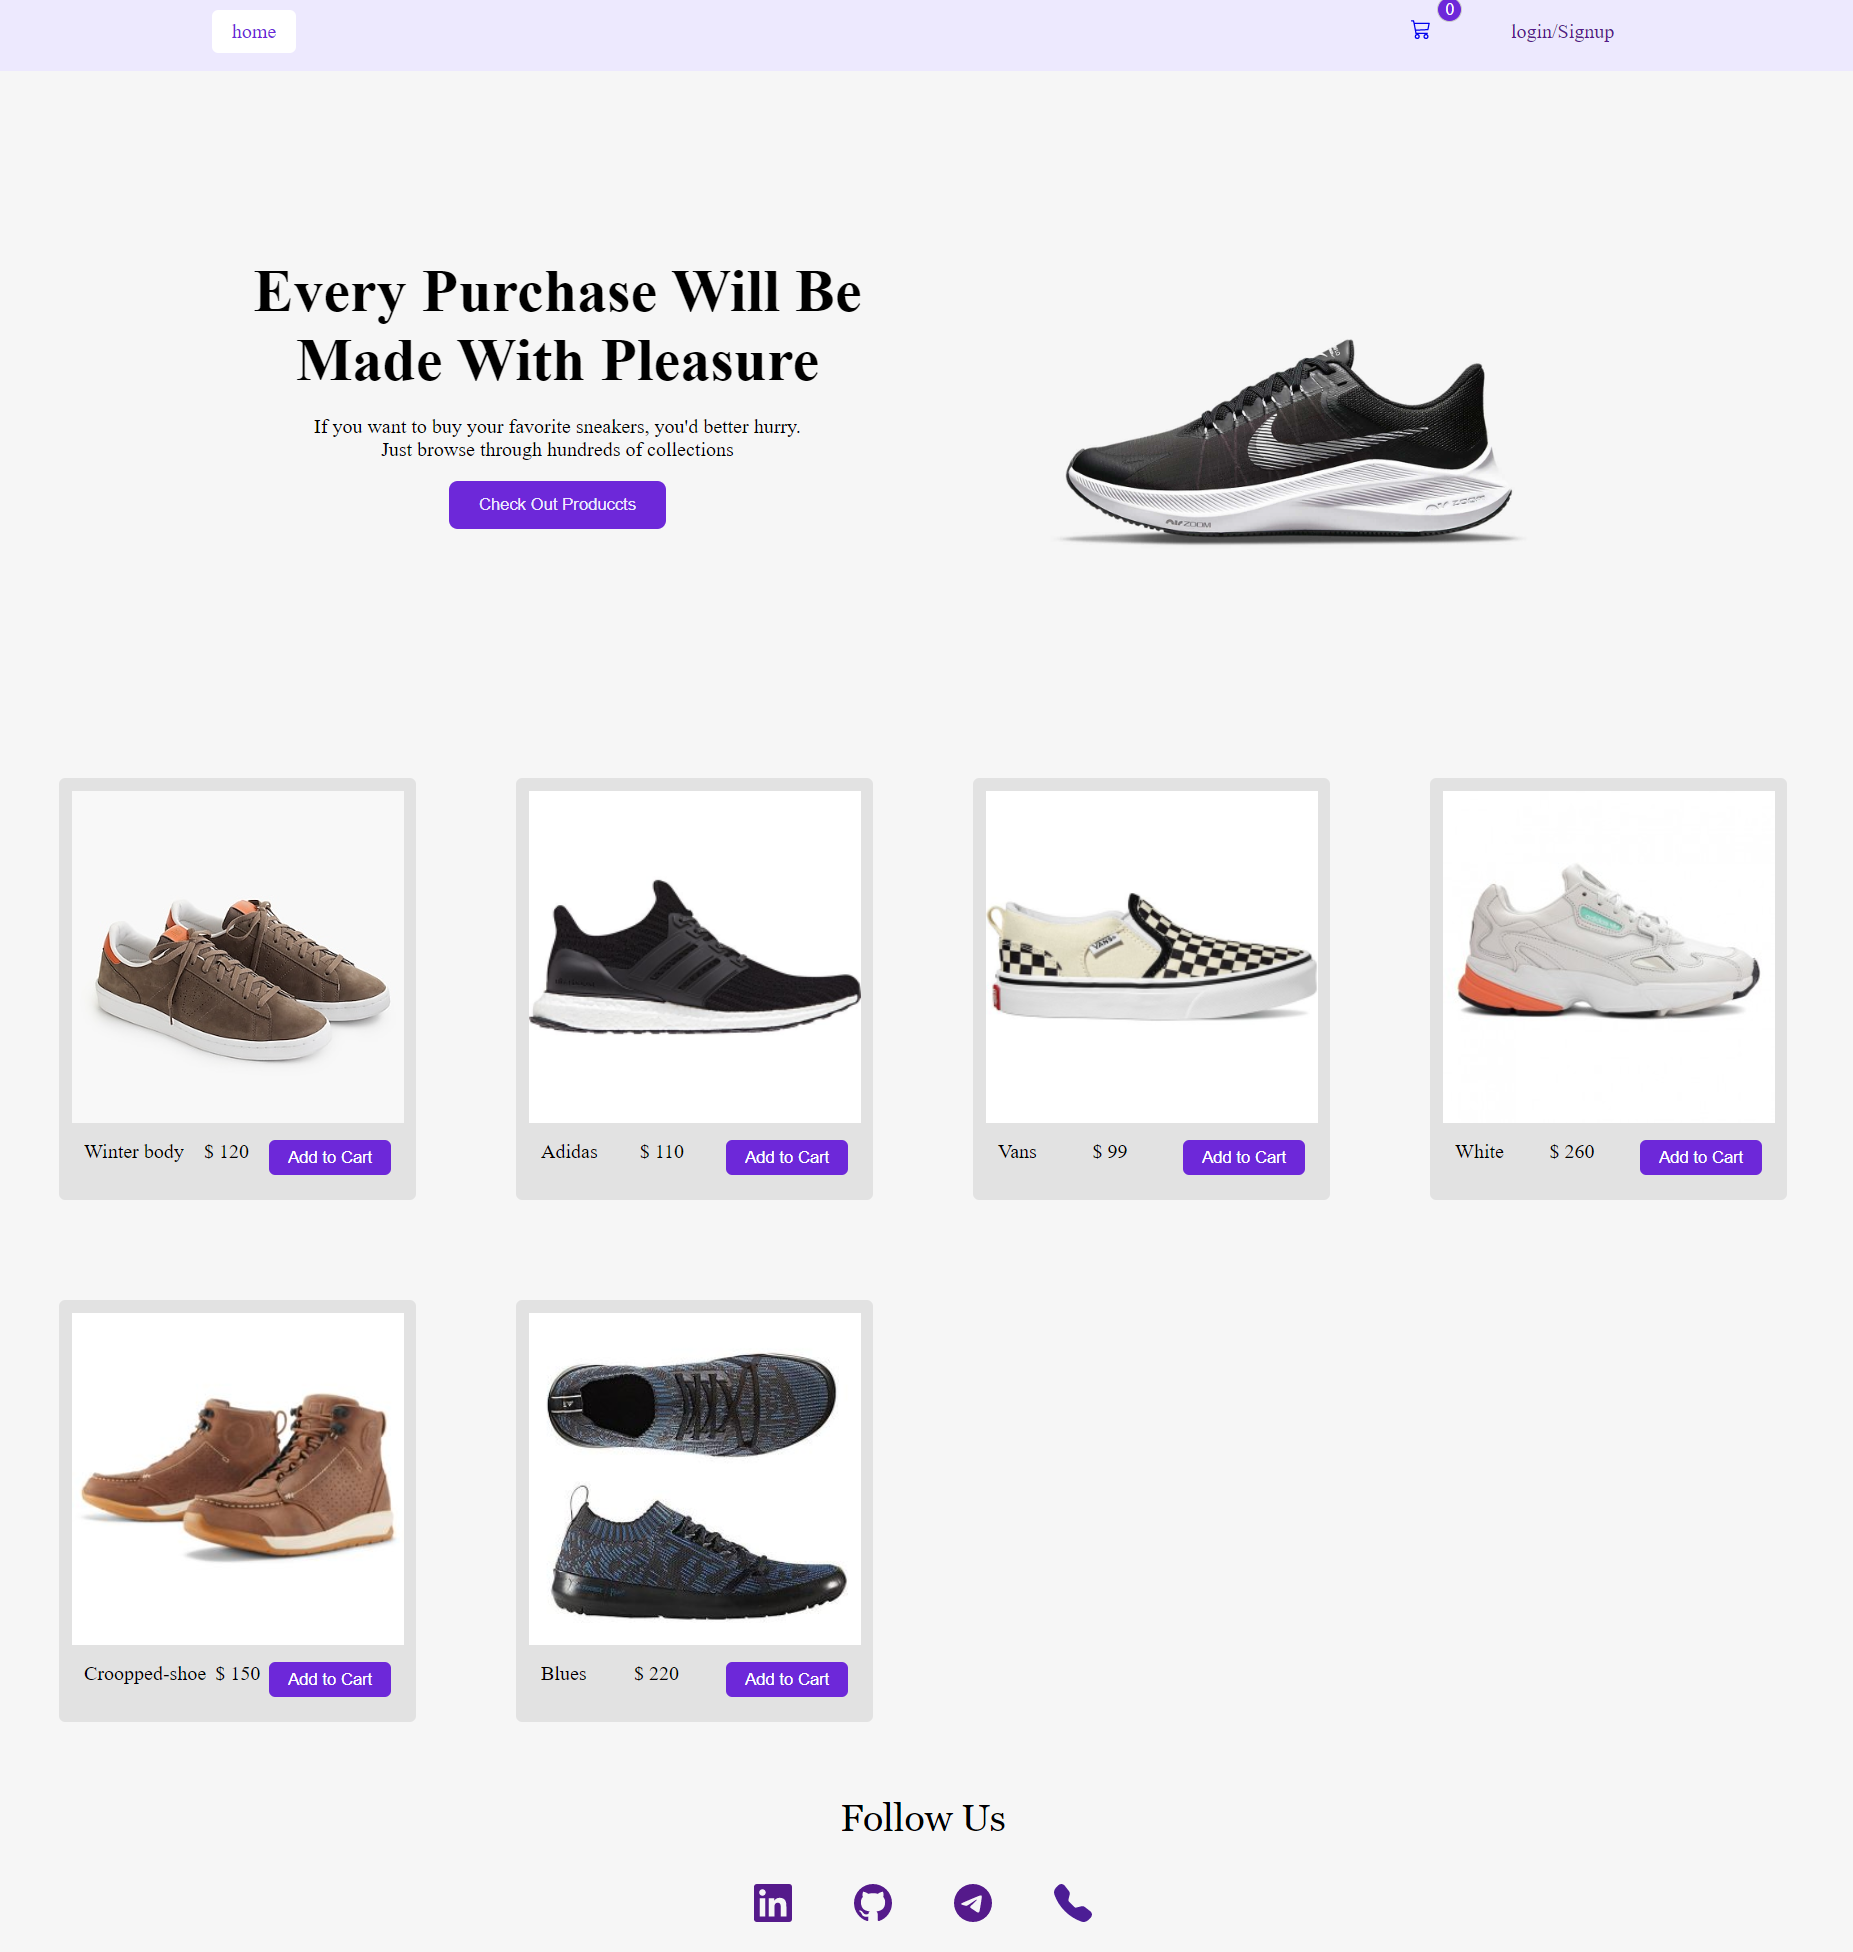 home
0
login/Signup
Every Purchase Will Be
Made With Pleasure
If you want to buy your favorite sneakers, you'd better hurry.
Just browse through hundreds of collections
Check Out Produccts
ZOOM
VANS
Winter body $ 120 Add to Cart
Adidas $ 110 Add to Cart
Vans $ 99 Add to Cart
White $ 260 Add to Cart
Croopped-shoe $ 150 Add to Cart
Blues $ 220 Add to Cart
Follow Us
in